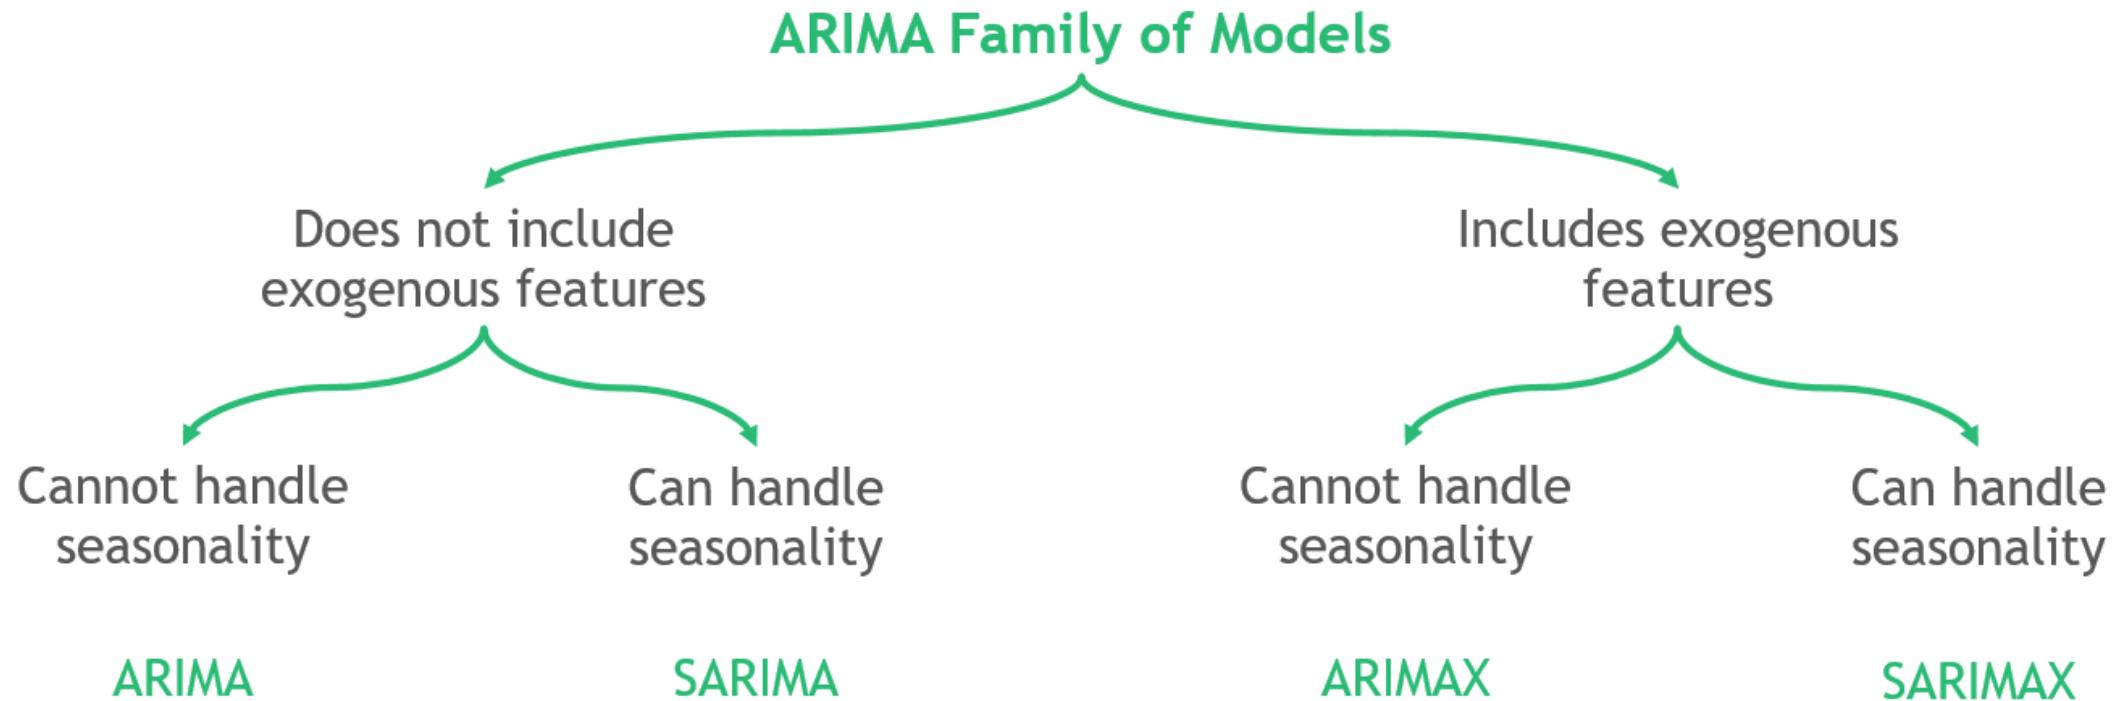 ARIMA Family of Models
Does not include
exogenous features
Includes exogenous
features
Cannot handle
seasonality
Can handle
seasonality
Cannot handle
seasonality
Can handle
seasonality
ARIMA
SARIMA
ARIMAX
SARIMAX